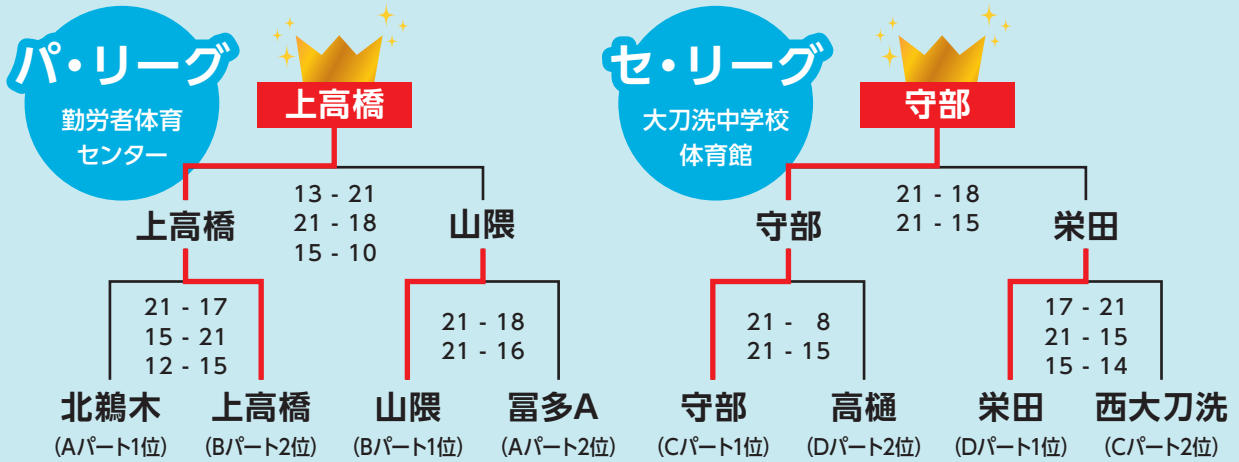 パ・リーグ
勤労者体育
センター
上高橋
13 - 21
21 - 18
15 - 10
上高橋
山隈
21 - 17
15 - 21
12 - 15
21 - 18
21 - 16
北鵜木
上高橋
山隈
冨多A
(Aパート1位)
(Bパート2位)
(Bパート1位)
(Aパート2位)
セ・リーグ
大刀洗中学校
体育館
守部
21 - 18
21 - 15
守部
栄田
21 - 8
21 - 15
17 - 21
21 - 15
15 - 14
守部
高樋
栄田
西大刀洗
(Cパート1位)
(Dパート2位)
(Dパート1位)
(Cパート2位)